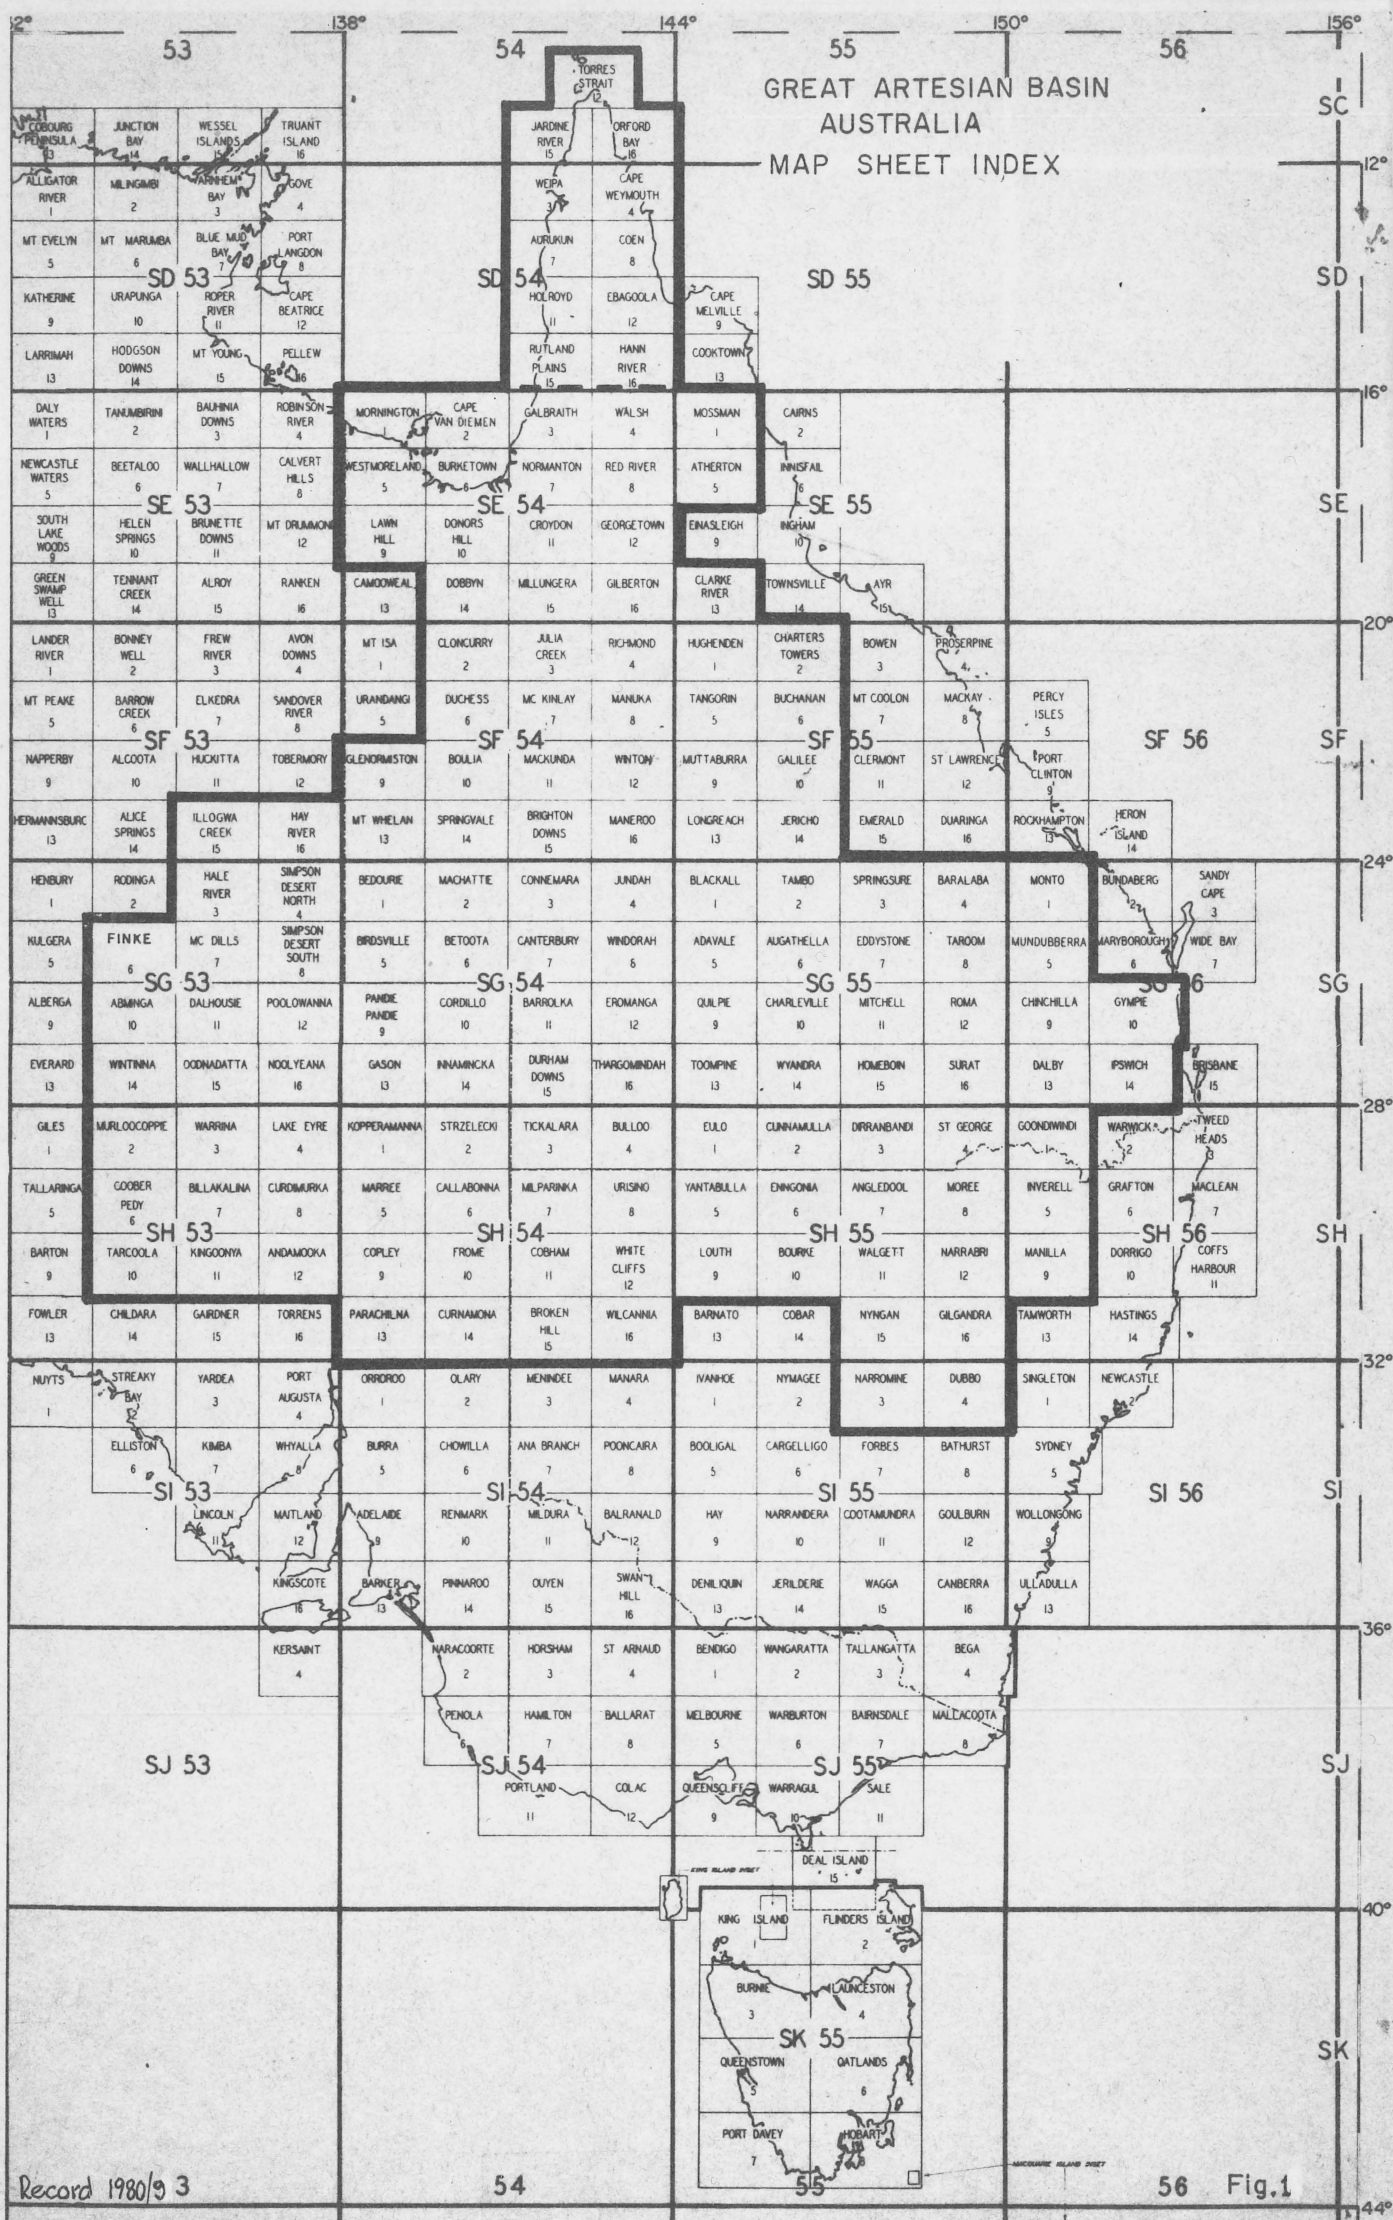 132° 138° 144° 150° 156°
53 54 55 56
GREAT ARTESIAN BASIN
AUSTRALIA
MAP SHEET INDEX
SC
TORRES STRAIT 12
COBOURG PENINSULA 13 JUNCTION BAY 14 WESSEL ISLANDS 15 TRUANT ISLAND 16 JARDINE RIVER 15 ORFORD BAY 16
12°
ALLIGATOR RIVER 1 MILINGIMBI 2 ARNHEM BAY 3 GOVE 4 WEIPA 3 CAPE WEYMOUTH 4
MT EVELYN 5 MT MARUMBA 6 BLUE MUD BAY 7 PORT LANGDON 8 AURUKUN 7 COEN 8
SD 53 SD 54 SD 55 SD
KATHERINE 9 URAPUNGA 10 ROPER RIVER 11 CAPE BEATRICE 12 HOLROYD 11 EBAGOOLA 12 CAPE MELVILLE 9
LARRIMAH 13 HODGSON DOWNS 14 MT YOUNG 15 PELLEW 16 RUTLAND PLAINS 15 HANN RIVER 16 COOKTOWN 13
16°
DALY WATERS 1 TANUMBIRINI 2 BAUHINIA DOWNS 3 ROBINSON RIVER 4 MORNINGTON 1 CAPE VAN DIEMEN 2 GALBRAITH 3 WALSH 4 MOSSMAN 1 CAIRNS 2
NEWCASTLE WATERS 5 BEETALOO 6 WALLHALLOW 7 CALVERT HILLS 8 WESTMORELAND 5 BURKETOWN 6 NORMANTON 7 RED RIVER 8 ATHERTON 5 INNISFAIL 6
SE 53 SE 54 SE 55 SE
SOUTH LAKE WOODS 9 HELEN SPRINGS 10 BRUNETTE DOWNS 11 MT DRUMMOND 12 LAWN HILL 9 DONORS HILL 10 CROYDON 11 GEORGETOWN 12 EINASLEIGH 9 INGHAM 10
GREEN SWAMP WELL 13 TENNANT CREEK 14 ALROY 15 RANKEN 16 CAMOOWEAL 13 DOBBYN 14 MILLUNGERA 15 GILBERTON 16 CLARKE RIVER 13 TOWNSVILLE 14 AYR 15
20°
LANDER RIVER 1 BONNEY WELL 2 FREW RIVER 3 AVON DOWNS 4 MT ISA 1 CLONCURRY 2 JULIA CREEK 3 RICHMOND 4 HUGHENDEN 1 CHARTERS TOWERS 2 BOWEN 3 PROSERPINE 4
MT PEAKE 5 BARROW CREEK 6 ELKEDRA 7 SANDOVER RIVER 8 URANDANGI 5 DUCHESS 6 MC KINLAY 7 MANUKA 8 TANGORIN 5 BUCHANAN 6 MT COOLON 7 MACKAY 8 PERCY ISLES 5
SF 53 SF 54 SF 55 SF 56 SF
NAPPERBY 9 ALCOOTA 10 HUCKITTA 11 TOBERMORY 12 GLENORMISTON 9 BOULIA 10 MACKUNDA 11 WINTON 12 MUTTABURRA 9 GALILEE 10 CLERMONT 11 ST LAWRENCE 12 PORT CLINTON 9
HERMANNSBURG 13 ALICE SPRINGS 14 ILLOGWA CREEK 15 HAY RIVER 16 MT WHELAN 13 SPRINGVALE 14 BRIGHTON DOWNS 15 MANEROO 16 LONGREACH 13 JERICHO 14 EMERALD 15 DUARINGA 16 ROCKHAMPTON 13 HERON ISLAND 14
24°
HENBURY 1 RODINGA 2 HALE RIVER 3 SIMPSON DESERT NORTH 4 BEDOURIE 1 MACHATTIE 2 CONNEMARA 3 JUNDAH 4 BLACKALL 1 TAMBO 2 SPRINGSURE 3 BARALABA 4 MONTO 1 BUNDABERG 2 SANDY CAPE 3
KULGERA 5 FINKE 6 MC DILLS 7 SIMPSON DESERT SOUTH 8 BIRDSVILLE 5 BETOOTA 6 CANTERBURY 7 WINDORAH 8 ADAVALE 5 AUGATHELLA 6 EDDYSTONE 7 TAROOM 8 MUNDUBBERRA 5 MARYBOROUGH 6 WIDE BAY 7
SG 53 SG 54 SG 55 SG 56 SG
ALBERGA 9 ABMINGA 10 DALHOUSIE 11 POOLOWANNA 12 PANDIE PANDIE 9 CORDILLO 10 BARROLKA 11 EROMANGA 12 QUILPIE 9 CHARLEVILLE 10 MITCHELL 11 ROMA 12 CHINCHILLA 9 GYMPIE 10
EVERARD 13 WINTINNA 14 OODNADATTA 15 NOOLYEANA 16 GASON 13 INNAMINCKA 14 DURHAM DOWNS 15 THARGOMINDAH 16 TOOMPINE 13 WYANDRA 14 HOMEBOIN 15 SURAT 16 DALBY 13 IPSWICH 14 BRISBANE 15
28°
GILES 1 MURLOOCOPPIE 2 WARRINA 3 LAKE EYRE 4 KOPPERAMANNA 1 STRZELECKI 2 TICKALARA 3 BULLOO 4 EULO 1 CUNNAMULLA 2 DIRRANBANDI 3 ST GEORGE 4 GOONDIWINDI 1 WARWICK 2 TWEED HEADS 3
TALLARINGA 5 COOBER PEDY 6 BILLAKALINA 7 CURDIMURKA 8 MARREE 5 CALLABONNA 6 MILPARINKA 7 URISINO 8 YANTABULLA 5 ENNGONIA 6 ANGLEDOOL 7 MOREE 8 INVERELL 5 GRAFTON 6 MACLEAN 7
SH 53 SH 54 SH 55 SH 56 SH
BARTON 9 TARCOOLA 10 KINGOONYA 11 ANDAMOOKA 12 COPLEY 9 FROME 10 COBHAM 11 WHITE CLIFFS 12 LOUTH 9 BOURKE 10 WALGETT 11 NARRABRI 12 MANILLA 9 DORRIGO 10 COFFS HARBOUR 11
FOWLER 13 CHILDARA 14 GAIRDNER 15 TORRENS 16 PARACHILNA 13 CURNAMONA 14 BROKEN HILL 15 WILCANNIA 16 BARNATO 13 COBAR 14 NYNGAN 15 GILGANDRA 16 TAMWORTH 13 HASTINGS 14
32°
NUYTS 1 STREAKY BAY 2 YARDEA 3 PORT AUGUSTA 4 ORROROO 1 OLARY 2 MENINDEE 3 MANARA 4 IVANHOE 1 NYMAGEE 2 NARROMINE 3 DUBBO 4 SINGLETON 1 NEWCASTLE 2
ELLISTON 6 KIMBA 7 WHYALLA 8 BURRA 5 CHOWILLA 6 ANA BRANCH 7 POONCAIRA 8 BOOLIGAL 5 CARGELLIGO 6 FORBES 7 BATHURST 8 SYDNEY 5
SI 53 SI 54 SI 55 SI 56 SI
LINCOLN 11 MAITLAND 12 ADELAIDE 9 RENMARK 10 MILDURA 11 BALRANALD 12 HAY 9 NARRANDERA 10 COOTAMUNDRA 11 GOULBURN 12 WOLLONGONG 9
KINGSCOTE 16 BARKER 13 PINNAROO 14 OUYEN 15 SWAN HILL 16 DENILIQUIN 13 JERILDERIE 14 WAGGA 15 CANBERRA 16 ULLADULLA 13
36°
KERSAINT 4 NARACOORTE 2 HORSHAM 3 ST ARNAUD 4 BENDIGO 1 WANGARATTA 2 TALLANGATTA 3 BEGA 4
PENOLA 6 HAMILTON 7 BALLARAT 8 MELBOURNE 5 WARBURTON 6 BAIRNSDALE 7 MALLACOOTA 8
SJ 53 SJ 54 SJ 55 SJ
PORTLAND 11 COLAC 12 QUEENSCLIFF 9 WARRAGUL 10 SALE 11
KING ISLAND INSET DEAL ISLAND 15
40°
KING ISLAND 1 FLINDERS ISLAND 2
BURNIE 3 LAUNCESTON 4
SK 55 SK
QUEENSTOWN 5 OATLANDS 6
PORT DAVEY 7 HOBART 8
MACQUARIE ISLAND INSET
Record 1980/9 3 54 55 56 Fig.1
44°